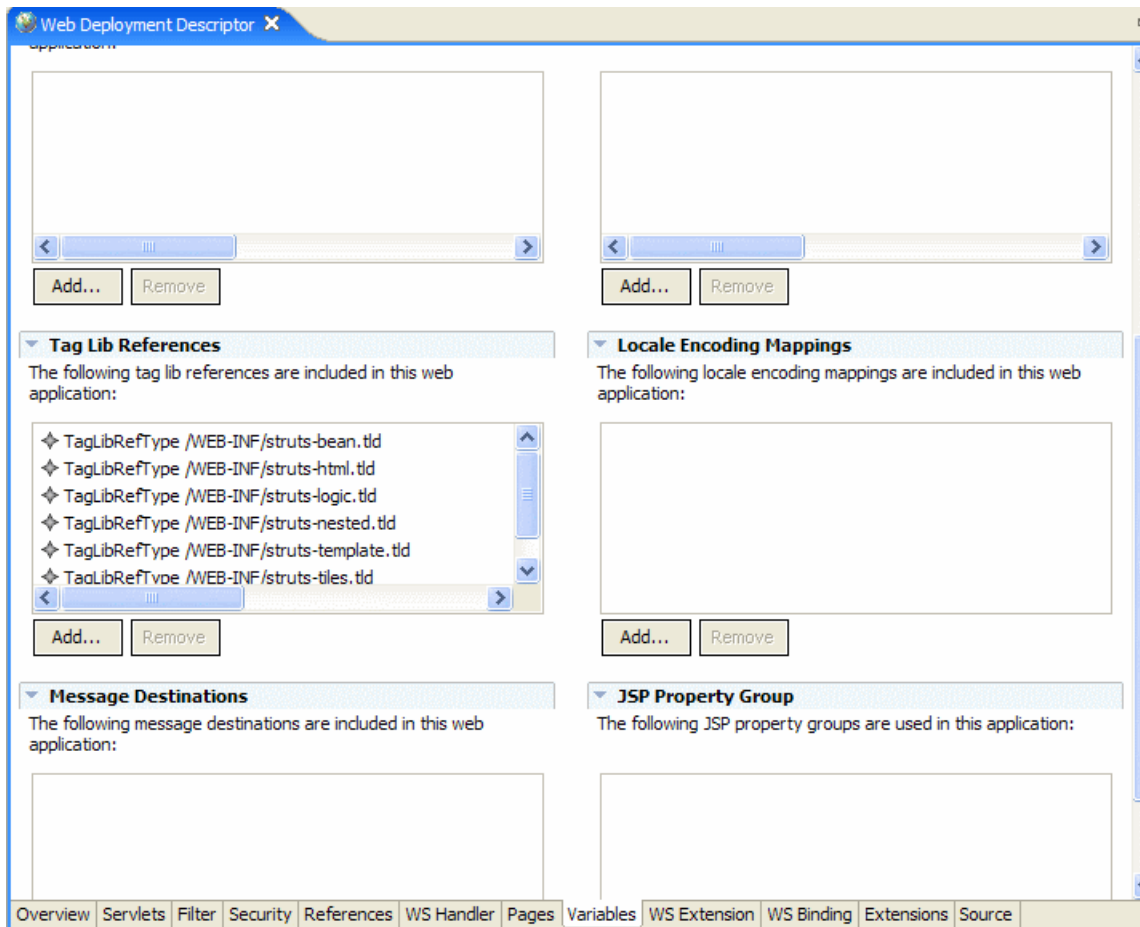 Web Deployment Descriptor
application:
Add... Remove
Add... Remove
Tag Lib References
The following tag lib references are included in this web
application:
TagLibRefType /WEB-INF/struts-bean.tld
TagLibRefType /WEB-INF/struts-html.tld
TagLibRefType /WEB-INF/struts-logic.tld
TagLibRefType /WEB-INF/struts-nested.tld
TagLibRefType /WEB-INF/struts-template.tld
TagLibRefType /WEB-INF/struts-tiles.tld
Add... Remove
Locale Encoding Mappings
The following locale encoding mappings are included in this web
application:
Add... Remove
Message Destinations
The following message destinations are included in this web
application:
JSP Property Group
The following JSP property groups are used in this application:
Overview Servlets Filter Security References WS Handler Pages Variables WS Extension WS Binding Extensions Source